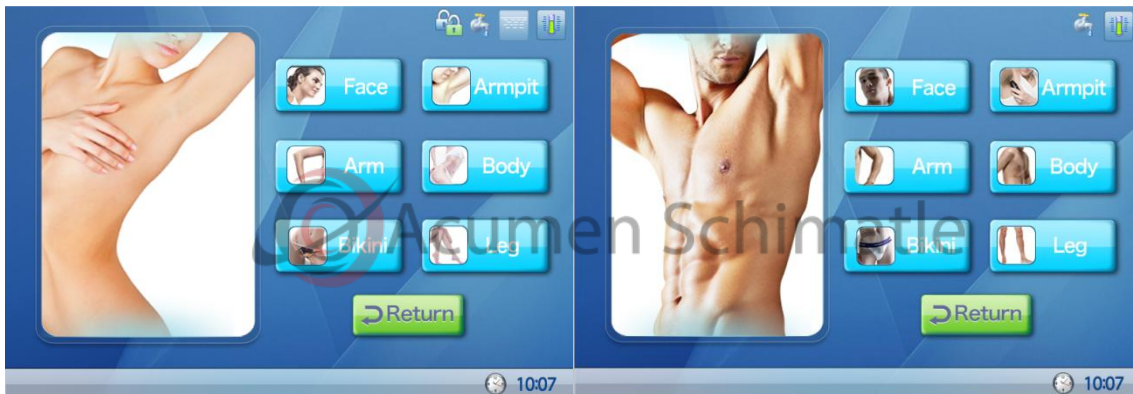 Face Armpit
Arm Body
Bikini Leg
Return
10:07
Face Armpit
Arm Body
Bikini Leg
Return
10:07
Acumen Schimatle